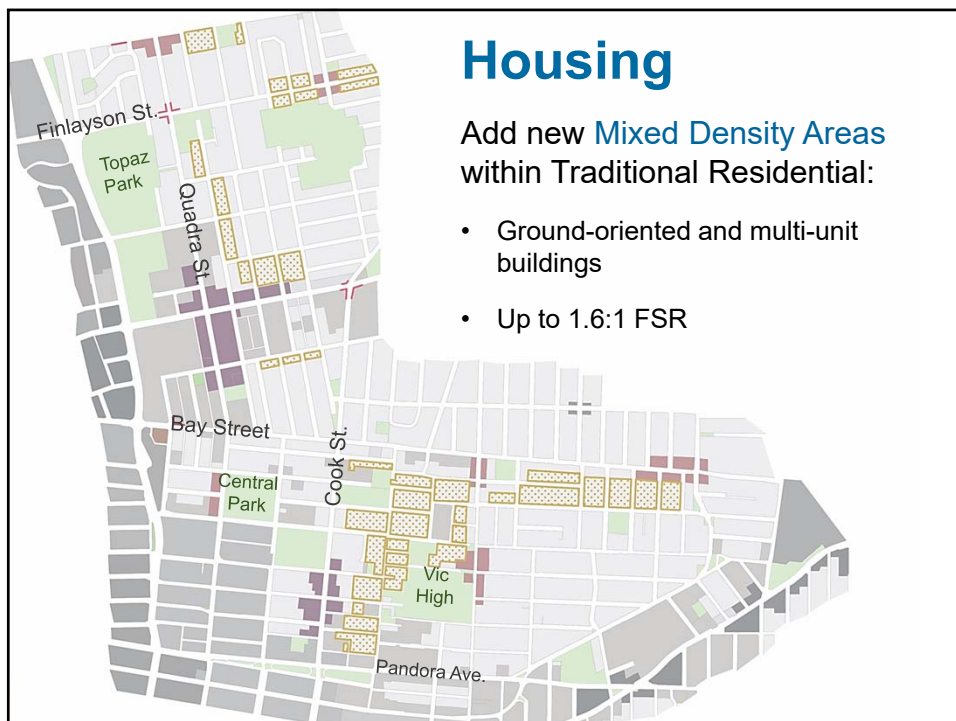 Housing
Add new Mixed Density Areas
within Traditional Residential:
• Ground-oriented and multi-unit
buildings
• Up to 1.6:1 FSR
Finlayson St.
Topaz
Park
Quadra St.
Bay Street
Cook St.
Central
Park
Vic
High
Pandora Ave.